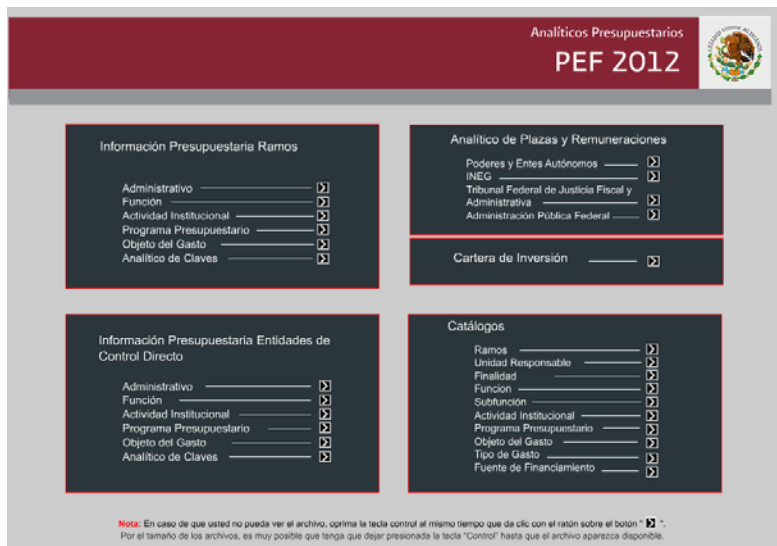 Analíticos Presupuestarios
PEF 2012
Información Presupuestaria Ramos
Administrativo
Función
Actividad Institucional
Programa Presupuestario
Objeto del Gasto
Analítico de Claves
Analítico de Plazas y Remuneraciones
Poderes y Entes Autónomos
INEG
Tribunal Federal de Justicia Fiscal y
Administrativa
Administración Pública Federal
Cartera de Inversión
Información Presupuestaria Entidades de
Control Directo
Administrativo
Función
Actividad Institucional
Programa Presupuestario
Objeto del Gasto
Analítico de Claves
Catálogos
Ramos
Unidad Responsable
Finalidad
Funcion
Subfunción
Actividad Institucional
Programa Presupuestario
Objeto del Gasto
Tipo de Gasto
Fuente de Financiamiento
Nota: En caso de que usted no pueda ver el archivo, oprima la tecla control al mismo tiempo que da clic con el ratón sobre el botón " ".
Por el tamaño de los archivos, es muy posible que tenga que dejar presionada la tecla "Control" hasta que el archivo aparezca disponible.